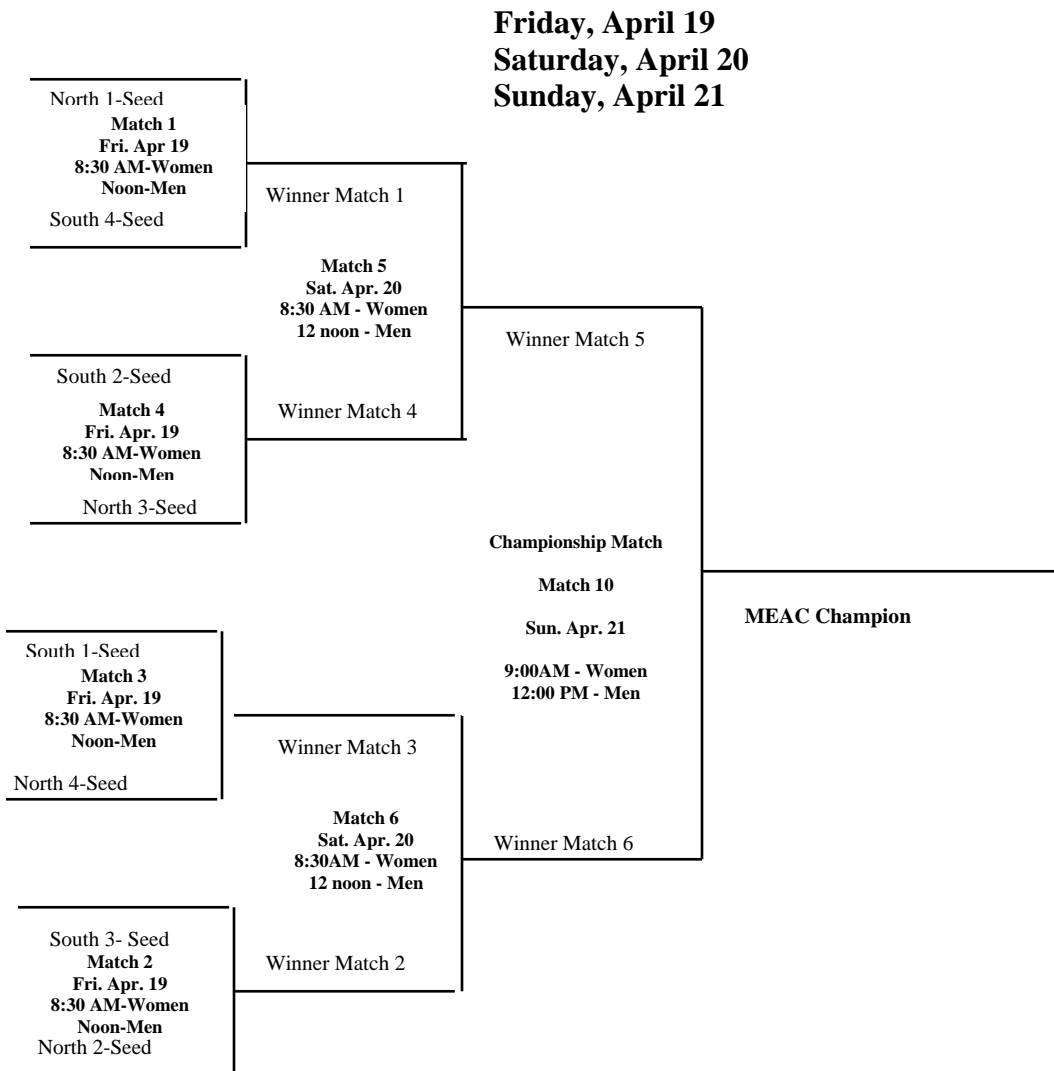 Friday, April 19
Saturday, April 20
Sunday, April 21
North 1-Seed
Match 1
Fri. Apr 19
8:30 AM-Women
Noon-Men
South 4-Seed
Winner Match 1
Match 5
Sat. Apr. 20
8:30 AM - Women
12 noon - Men
Winner Match 5
South 2-Seed
Match 4
Fri. Apr. 19
8:30 AM-Women
Noon-Men
North 3-Seed
Winner Match 4
Championship Match
Match 10
Sun. Apr. 21
9:00AM - Women
12:00 PM - Men
MEAC Champion
South 1-Seed
Match 3
Fri. Apr. 19
8:30 AM-Women
Noon-Men
North 4-Seed
Winner Match 3
Match 6
Sat. Apr. 20
8:30AM - Women
12 noon - Men
Winner Match 6
South 3- Seed
Match 2
Fri. Apr. 19
8:30 AM-Women
Noon-Men
North 2-Seed
Winner Match 2